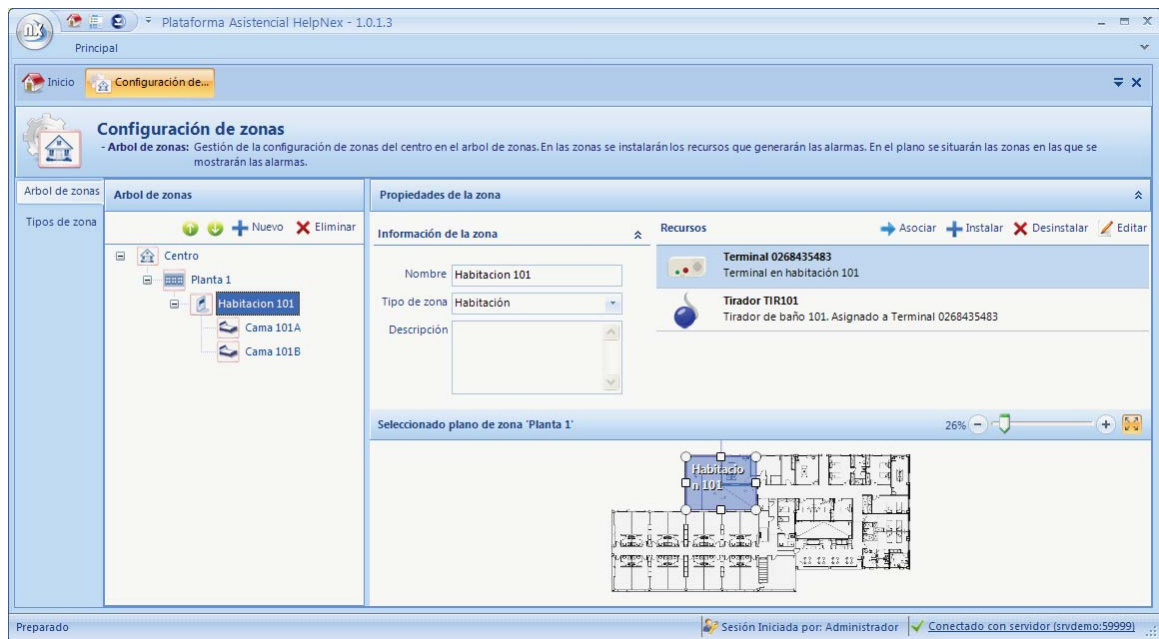 nx
Plataforma Asistencial HelpNex - 1.0.1.3
Principal
Inicio
Configuración de...
Configuración de zonas
- Arbol de zonas: Gestión de la configuración de zonas del centro en el arbol de zonas. En las zonas se instalarán los recursos que generarán las alarmas. En el plano se situarán las zonas en las que se
mostrarán las alarmas.
Arbol de zonas
Tipos de zona
Arbol de zonas
Nuevo Eliminar
Centro
Planta 1
Habitacion 101
Cama 101A
Cama 101B
Propiedades de la zona
Información de la zona
Nombre Habitacion 101
Tipo de zona Habitación
Descripción
Recursos
Asociar Instalar Desinstalar Editar
Terminal 0268435483
Terminal en habitación 101
Tirador TIR101
Tirador de baño 101. Asignado a Terminal 0268435483
Seleccionado plano de zona 'Planta 1'
26%
Habitacio
n 101
Preparado
Sesión Iniciada por: Administrador
Conectado con servidor (srvdemo:59999)